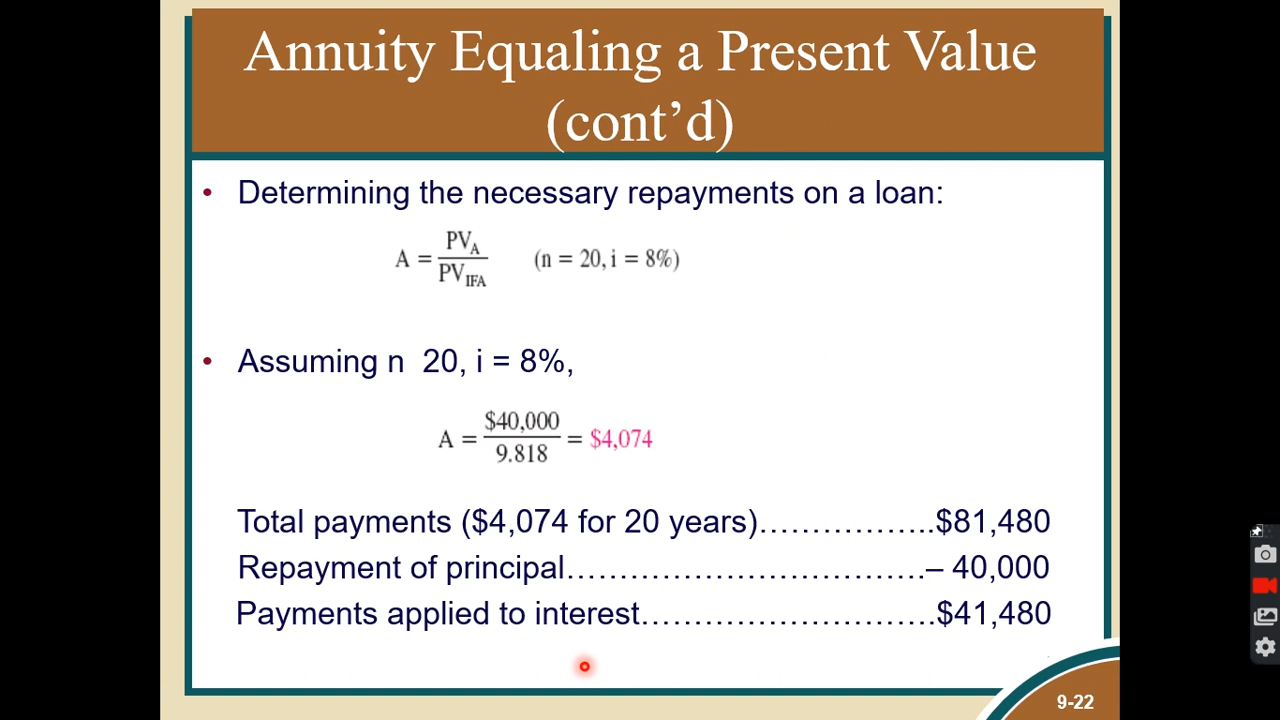 Annuity Equaling a Present Value
(cont’d)
• Determining the necessary repayments on a loan:
A = PV_A / PV_IFA (n = 20, i = 8%)
• Assuming n 20, i = 8%,
A = $40,000 / 9.818 = $4,074
Total payments ($4,074 for 20 years)……………..$81,480
Repayment of principal…………………………….– 40,000
Payments applied to interest……………………….$41,480
9-22